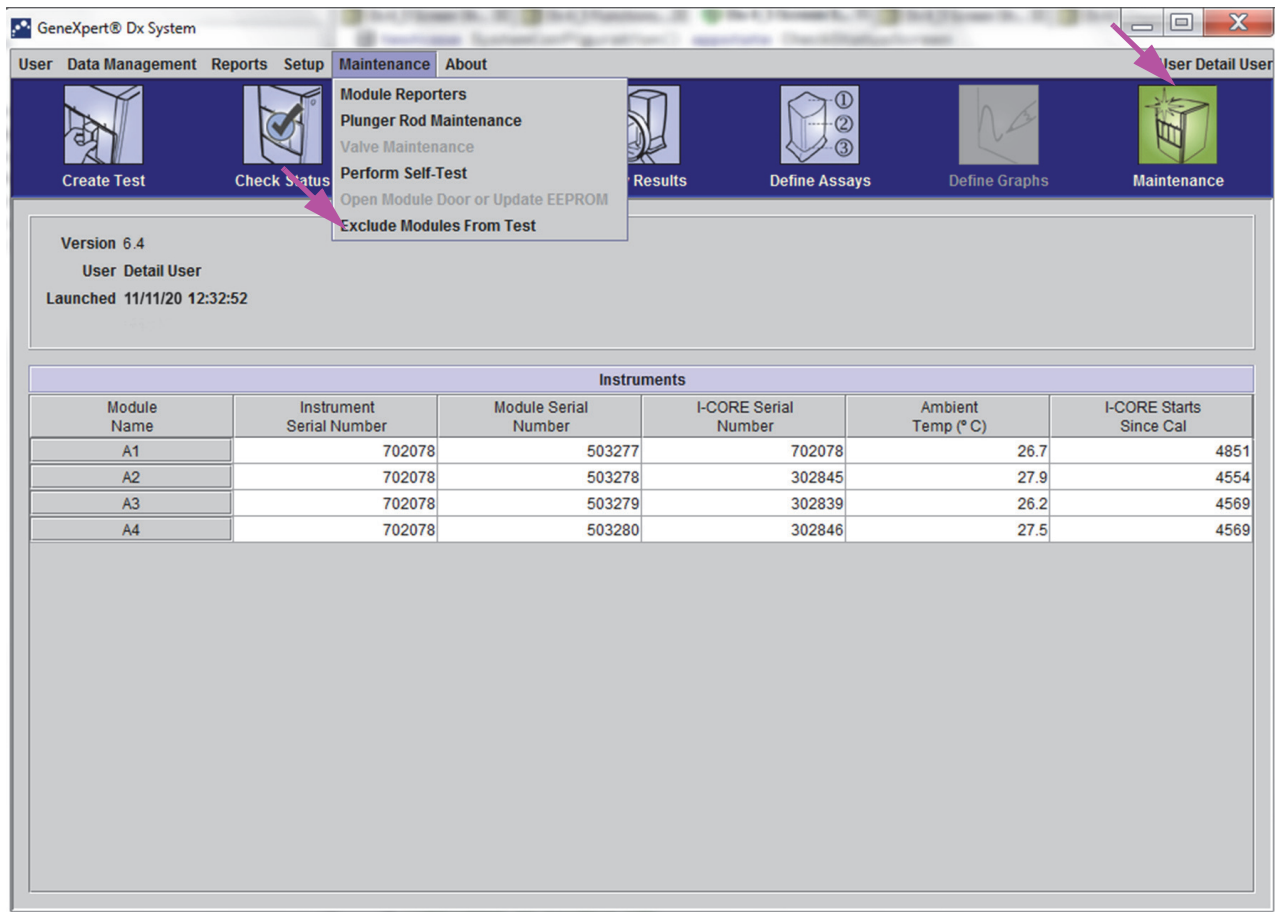 GeneXpert® Dx System
User Data Management Reports Setup Maintenance About
User Detail User
Module Reporters
Plunger Rod Maintenance
Valve Maintenance
Perform Self-Test
Open Module Door or Update EEPROM
Exclude Modules From Test
Create Test
Check Status
Results
Define Assays
Define Graphs
Maintenance
1
2
3
Version 6.4
User Detail User
Launched 11/11/20 12:32:52
Instruments
Module Name Instrument Serial Number Module Serial Number I-CORE Serial Number Ambient Temp (º C) I-CORE Starts Since Cal
A1 702078 503277 702078 26.7 4851
A2 702078 503278 302845 27.9 4554
A3 702078 503279 302839 26.2 4569
A4 702078 503280 302846 27.5 4569